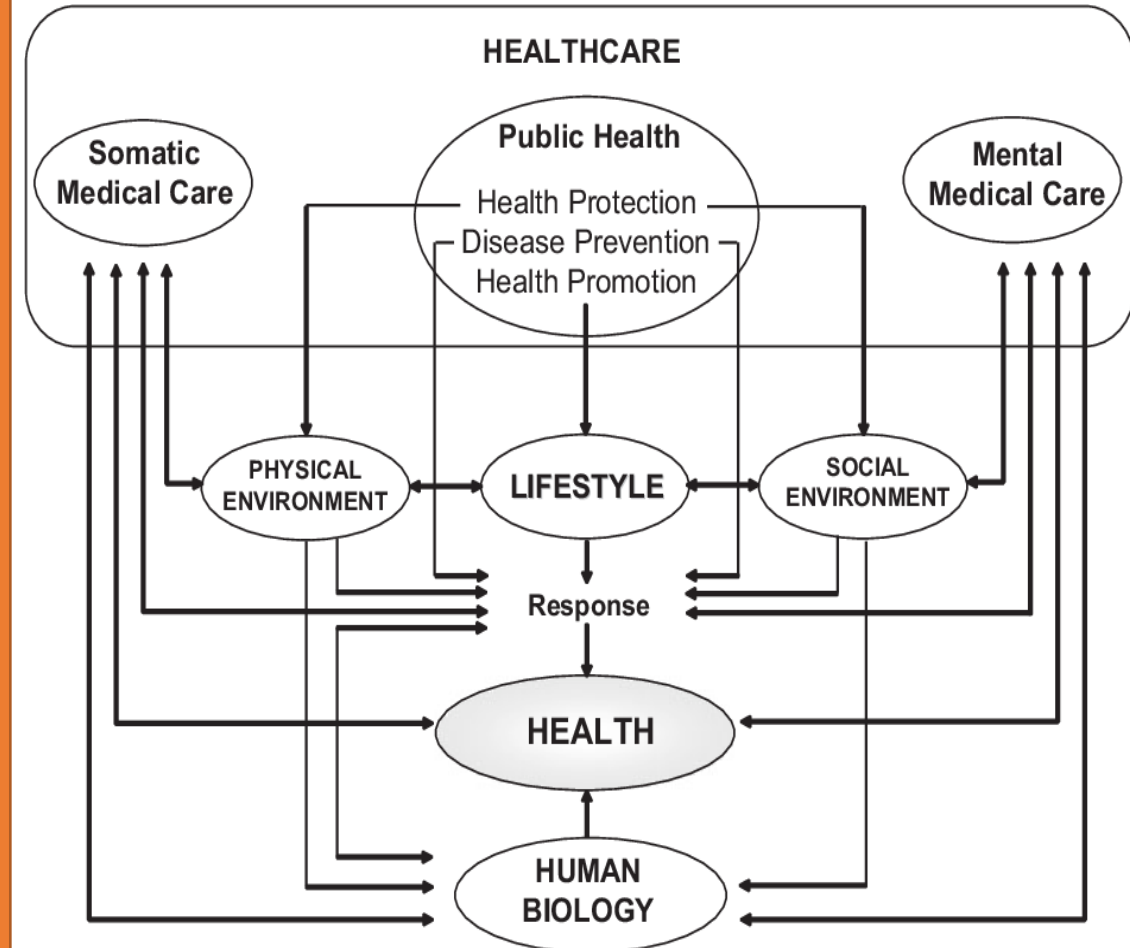 HEALTHCARE
Public Health
Somatic
Medical Care
Mental
Medical Care
Health Protection
Disease Prevention
Health Promotion
PHYSICAL
ENVIRONMENT
LIFESTYLE
SOCIAL
ENVIRONMENT
Response
HEALTH
HUMAN
BIOLOGY